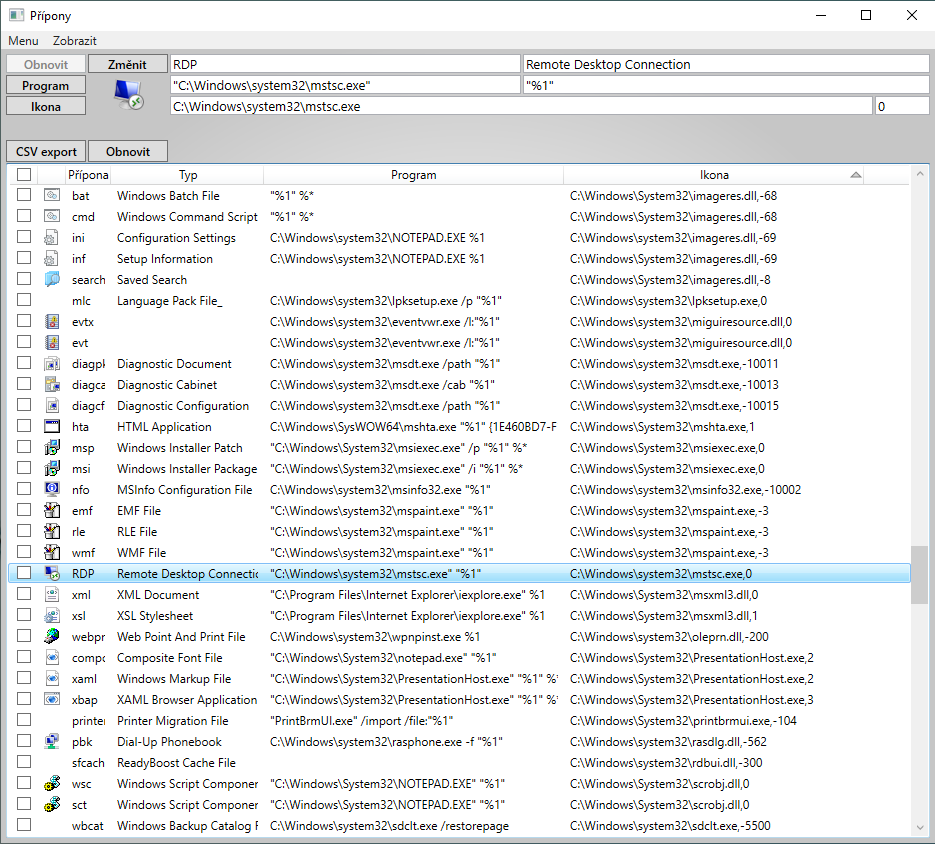 Přípony
Menu Zobrazit
Obnovit Změnit RDP Remote Desktop Connection
Program "C:\Windows\system32\mstsc.exe" "%1"
Ikona C:\Windows\system32\mstsc.exe 0
CSV export Obnovit
Přípona Typ Program Ikona
bat Windows Batch File "%1" %* C:\Windows\System32\imageres.dll,-68
cmd Windows Command Script "%1" %* C:\Windows\System32\imageres.dll,-68
ini Configuration Settings C:\Windows\system32\NOTEPAD.EXE %1 C:\Windows\system32\imageres.dll,-69
inf Setup Information C:\Windows\system32\NOTEPAD.EXE %1 C:\Windows\System32\imageres.dll,-69
search Saved Search C:\Windows\System32\imageres.dll,-8
mlc Language Pack File_ C:\Windows\system32\lpksetup.exe /p "%1" C:\Windows\system32\lpksetup.exe,0
evtx C:\Windows\system32\eventvwr.exe /l:"%1" C:\Windows\system32\miguiresource.dll,0
evt C:\Windows\system32\eventvwr.exe /l:"%1" C:\Windows\system32\miguiresource.dll,0
diagpk Diagnostic Document C:\Windows\system32\msdt.exe /path "%1" C:\Windows\System32\msdt.exe,-10011
diagca Diagnostic Cabinet C:\Windows\system32\msdt.exe /cab "%1" C:\Windows\System32\msdt.exe,-10013
diagcf Diagnostic Configuration C:\Windows\system32\msdt.exe /path "%1" C:\Windows\System32\msdt.exe,-10015
hta HTML Application C:\Windows\SysWOW64\mshta.exe "%1" {1E460BD7-F C:\Windows\System32\mshta.exe,1
msp Windows Installer Patch "C:\Windows\System32\msiexec.exe" /p "%1" %* C:\Windows\System32\msiexec.exe,0
msi Windows Installer Package "C:\Windows\System32\msiexec.exe" /i "%1" %* C:\Windows\System32\msiexec.exe,0
nfo MSInfo Configuration File C:\Windows\system32\msinfo32.exe "%1" C:\Windows\System32\msinfo32.exe,-10002
emf EMF File "C:\Windows\system32\mspaint.exe" "%1" C:\Windows\System32\mspaint.exe,-3
rle RLE File "C:\Windows\system32\mspaint.exe" "%1" C:\Windows\System32\mspaint.exe,-3
wmf WMF File "C:\Windows\system32\mspaint.exe" "%1" C:\Windows\System32\mspaint.exe,-3
RDP Remote Desktop Connectic "C:\Windows\system32\mstsc.exe" "%1" C:\Windows\system32\mstsc.exe,0
xml XML Document "C:\Program Files\Internet Explorer\iexplore.exe" %1 C:\Windows\System32\msxml3.dll,0
xsl XSL Stylesheet "C:\Program Files\Internet Explorer\iexplore.exe" %1 C:\Windows\System32\msxml3.dll,1
webpr Web Point And Print File C:\Windows\system32\wpnpinst.exe %1 C:\Windows\System32\oleprn.dll,-200
compo Composite Font File "C:\Windows\System32\notepad.exe" "%1" C:\Windows\System32\PresentationHost.exe,2
xaml Windows Markup File "C:\Windows\System32\PresentationHost.exe" "%1" %' C:\Windows\System32\PresentationHost.exe,2
xbap XAML Browser Application "C:\Windows\System32\PresentationHost.exe" "%1" %' C:\Windows\System32\PresentationHost.exe,3
printer Printer Migration File "PrintBrmUI.exe" /import /file:"%1" C:\Windows\System32\printbrmui.exe,-104
pbk Dial-Up Phonebook C:\Windows\system32\rasphone.exe -f "%1" C:\Windows\system32\rasdlg.dll,-562
sfcach ReadyBoost Cache File C:\Windows\system32\rdbui.dll,-300
wsc Windows Script Componer "C:\Windows\System32\NOTEPAD.EXE" "%1" C:\Windows\System32\scrobj.dll,0
sct Windows Script Componer "C:\Windows\System32\NOTEPAD.EXE" "%1" C:\Windows\System32\scrobj.dll,0
wbcat Windows Backup Catalog F C:\Windows\system32\sdclt.exe /restorepage C:\Windows\System32\sdclt.exe,-5500